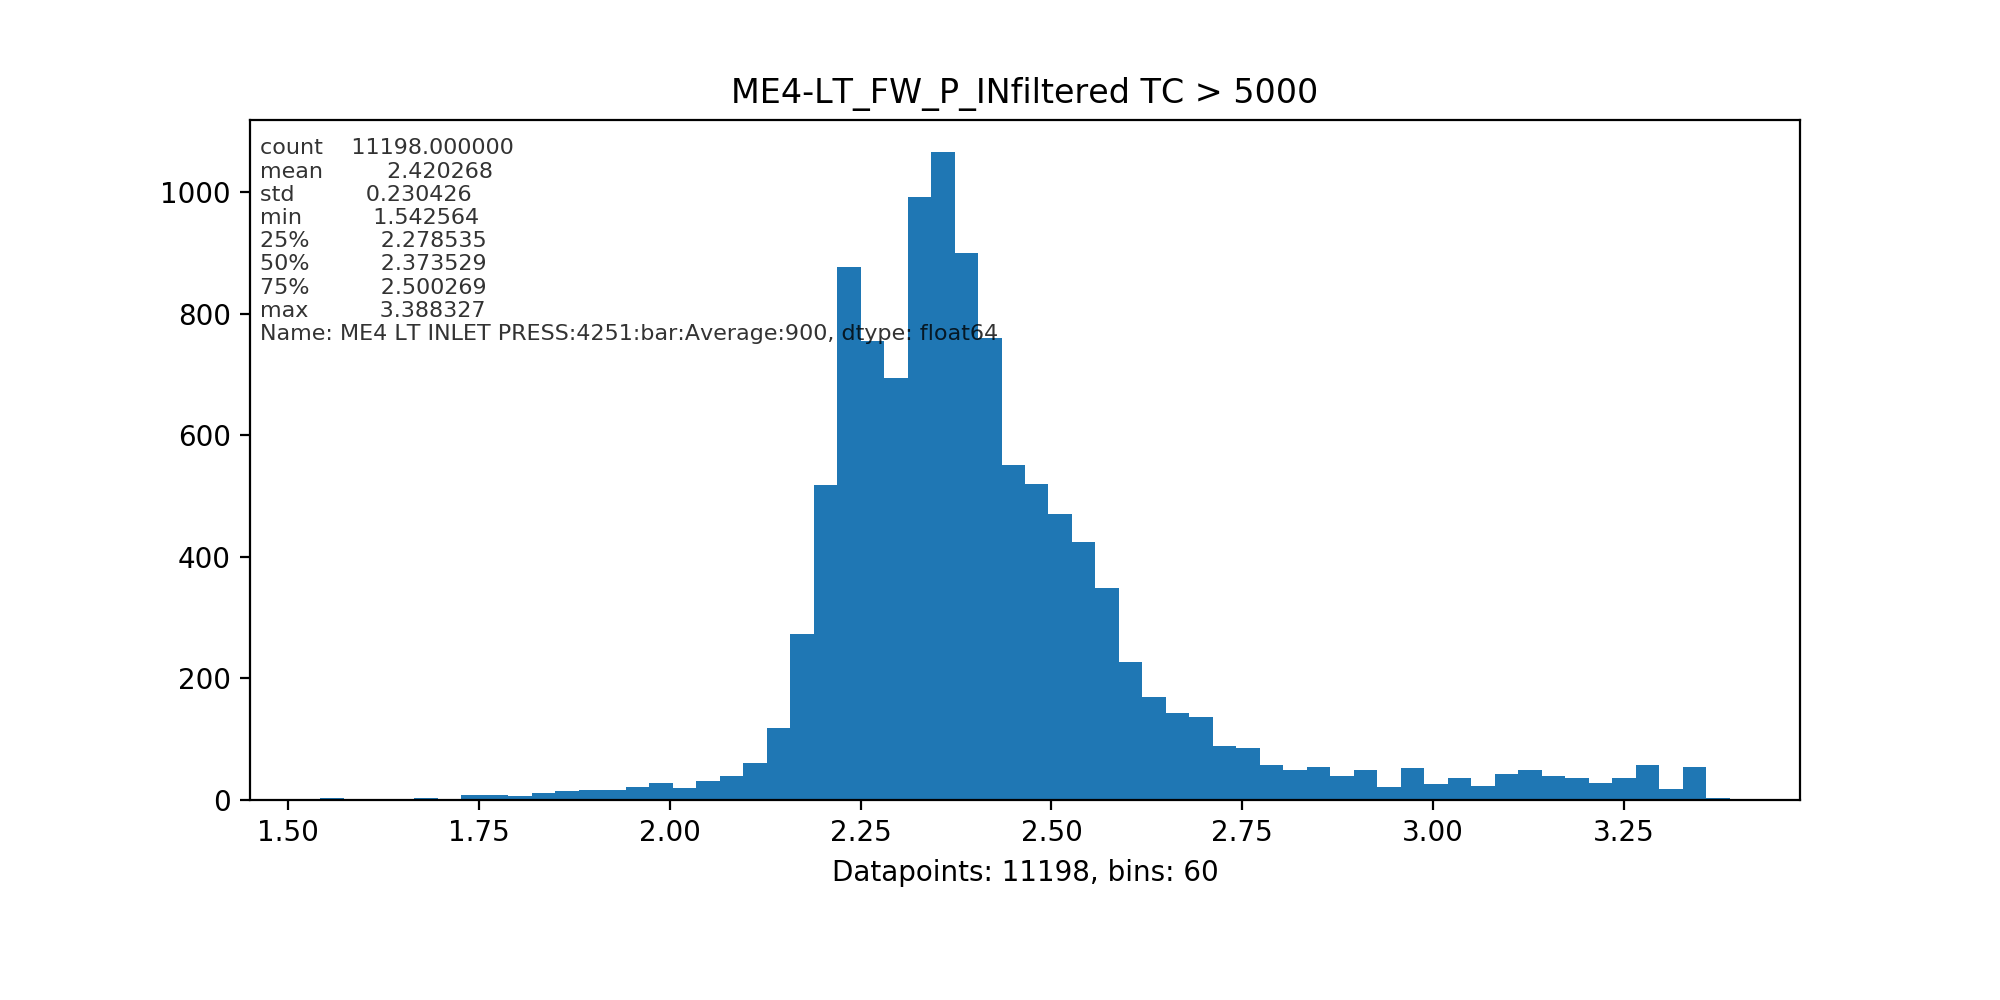 ME4-LT_FW_P_INfiltered TC > 5000
count 11198.000000
mean 2.420268
std 0.230426
min 1.542564
25% 2.278535
50% 2.373529
75% 2.500269
max 3.388327
Name: ME4 LT INLET PRESS:4251:bar:Average:900, dtype: float64
1000
800
600
400
200
0
1.50 1.75 2.00 2.25 2.50 2.75 3.00 3.25
Datapoints: 11198, bins: 60